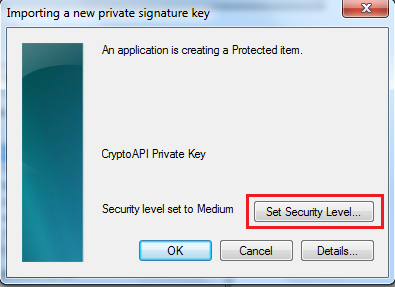 Importing a new private signature key
An application is creating a Protected item.
CryptoAPI Private Key
Security level set to Medium
Set Security Level...
OK
Cancel
Details...